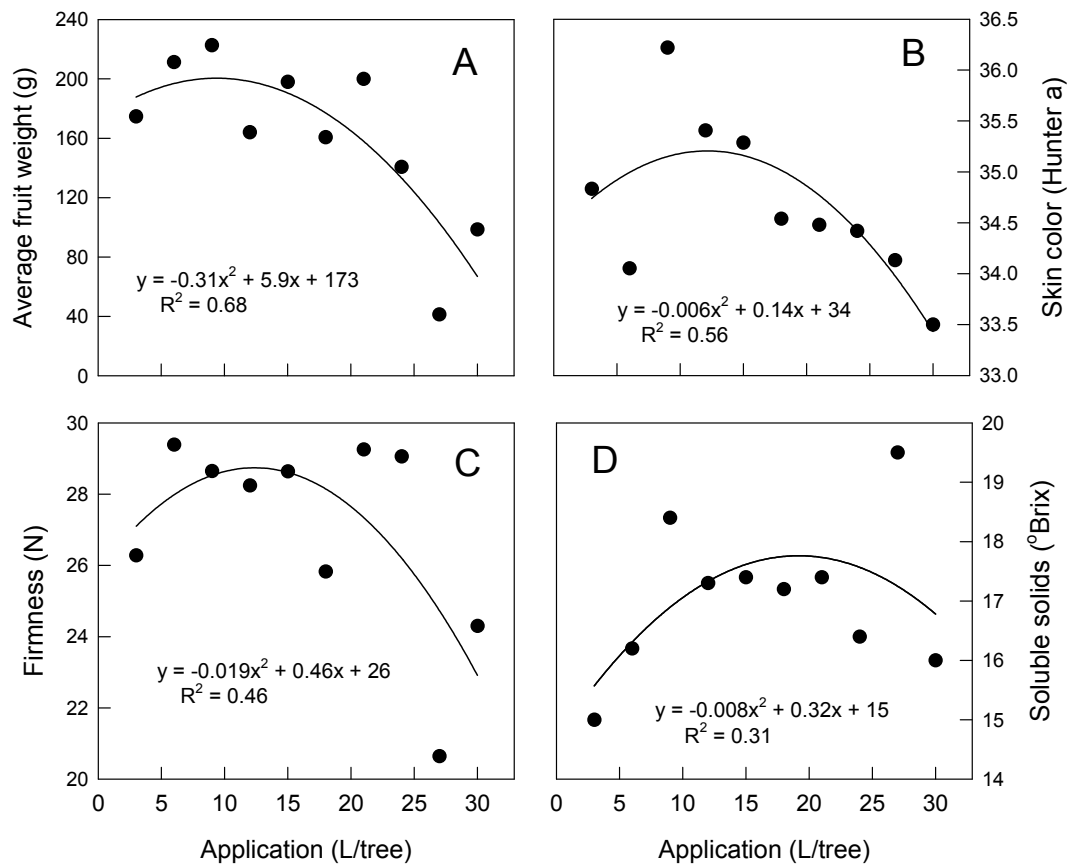 A
Average fruit weight (g)
240
200
160
120
80
40
0
y = -0.31x² + 5.9x + 173
R² = 0.68
B
Skin color (Hunter a)
36.5
36.0
35.5
35.0
34.5
34.0
33.5
33.0
y = -0.006x² + 0.14x + 34
R² = 0.56
C
Firmness (N)
30
28
26
24
22
20
y = -0.019x² + 0.46x + 26
R² = 0.46
0 5 10 15 20 25 30
Application (L/tree)
D
Soluble solids (°Brix)
20
19
18
17
16
15
14
y = -0.008x² + 0.32x + 15
R² = 0.31
0 5 10 15 20 25 30
Application (L/tree)